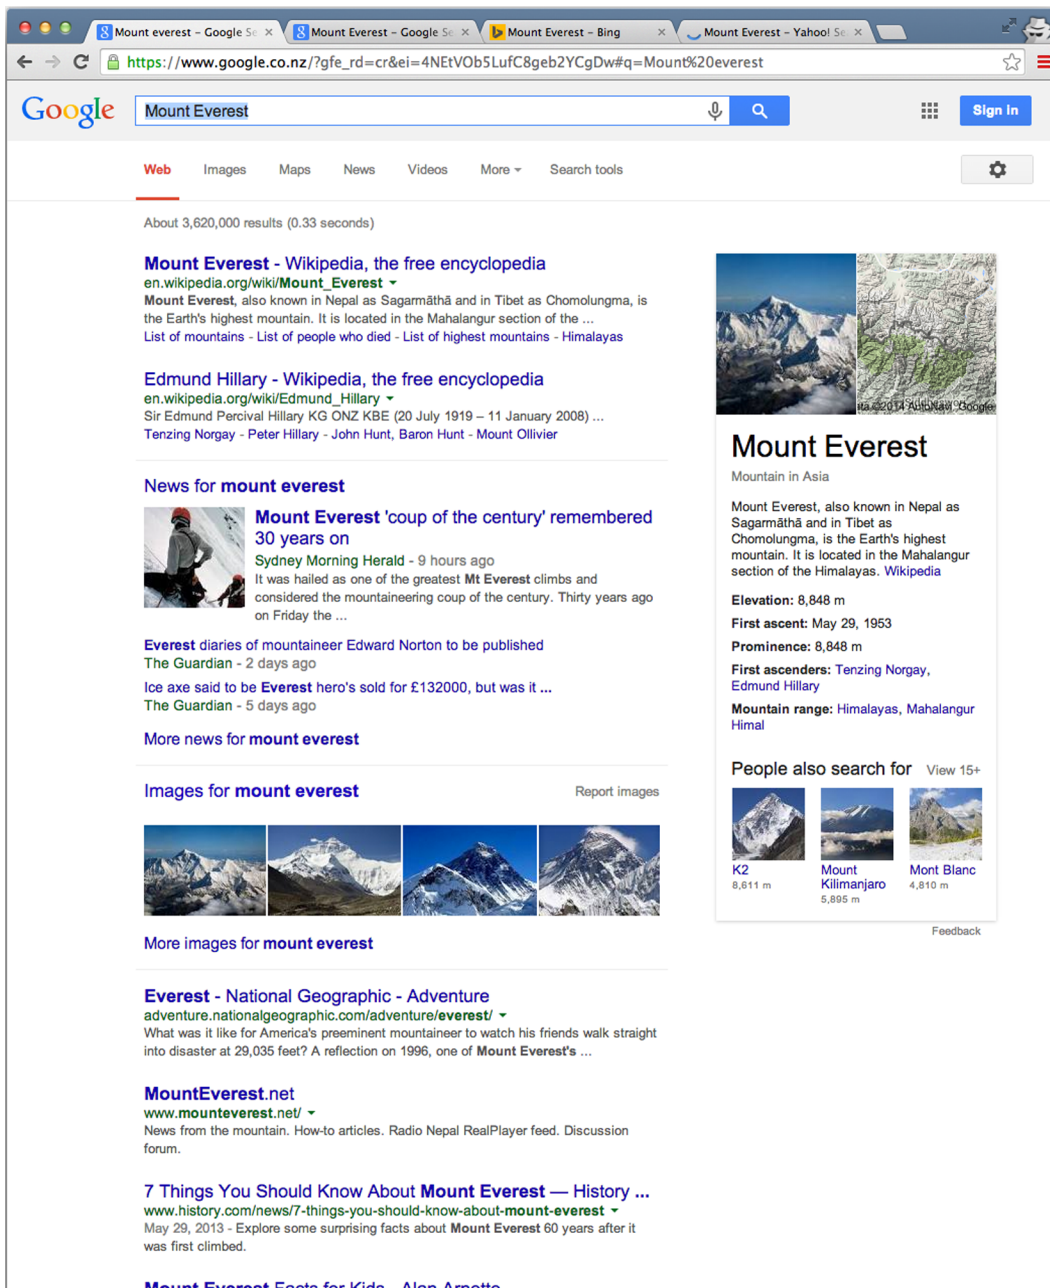 Mount everest – Google Se
Mount Everest – Google Se
Mount Everest – Bing
Mount Everest – Yahoo! Se
https://www.google.co.nz/?gfe_rd=cr&ei=4NEtVOb5LufC8geb2YCgDw#q=Mount%20everest
Google
Mount Everest
Sign in
Web
Images
Maps
News
Videos
More
Search tools
About 3,620,000 results (0.33 seconds)
Mount Everest - Wikipedia, the free encyclopedia
en.wikipedia.org/wiki/Mount_Everest
Mount Everest, also known in Nepal as Sagarmāthā and in Tibet as Chomolungma, is
the Earth's highest mountain. It is located in the Mahalangur section of the ...
List of mountains - List of people who died - List of highest mountains - Himalayas
Edmund Hillary - Wikipedia, the free encyclopedia
en.wikipedia.org/wiki/Edmund_Hillary
Sir Edmund Percival Hillary KG ONZ KBE (20 July 1919 – 11 January 2008) ...
Tenzing Norgay - Peter Hillary - John Hunt, Baron Hunt - Mount Ollivier
News for mount everest
Mount Everest 'coup of the century' remembered
30 years on
Sydney Morning Herald - 9 hours ago
It was hailed as one of the greatest Mt Everest climbs and
considered the mountaineering coup of the century. Thirty years ago
on Friday the ...
Everest diaries of mountaineer Edward Norton to be published
The Guardian - 2 days ago
Ice axe said to be Everest hero's sold for £132000, but was it ...
The Guardian - 5 days ago
More news for mount everest
Images for mount everest
Report images
More images for mount everest
Everest - National Geographic - Adventure
adventure.nationalgeographic.com/adventure/everest/
What was it like for America's preeminent mountaineer to watch his friends walk straight
into disaster at 29,035 feet? A reflection on 1996, one of Mount Everest's ...
MountEverest.net
www.mounteverest.net/
News from the mountain. How-to articles. Radio Nepal RealPlayer feed. Discussion
forum.
7 Things You Should Know About Mount Everest — History ...
www.history.com/news/7-things-you-should-know-about-mount-everest
May 29, 2013 - Explore some surprising facts about Mount Everest 60 years after it
was first climbed.
Mount Everest Facts for Kids - Alan Arnette
©2014 AutoNavi, Google
Mount Everest
Mountain in Asia
Mount Everest, also known in Nepal as
Sagarmāthā and in Tibet as
Chomolungma, is the Earth's highest
mountain. It is located in the Mahalangur
section of the Himalayas. Wikipedia
Elevation: 8,848 m
First ascent: May 29, 1953
Prominence: 8,848 m
First ascenders: Tenzing Norgay,
Edmund Hillary
Mountain range: Himalayas, Mahalangur
Himal
People also search for
View 15+
K2
8,611 m
Mount
Kilimanjaro
5,895 m
Mont Blanc
4,810 m
Feedback